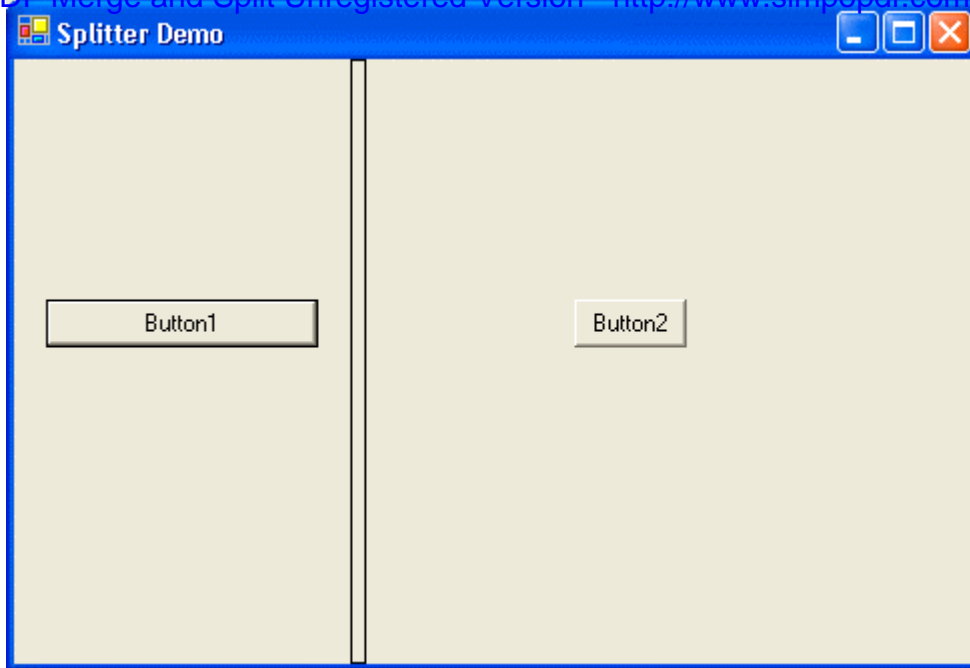 Merge and Split Unregistered Version - http://www.simpopdf.com
Splitter Demo
Button1
Button2